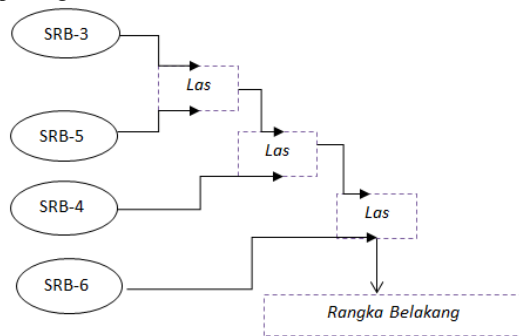 SRB-3
Las
SRB-5
Las
SRB-4
Las
SRB-6
Rangka Belakang